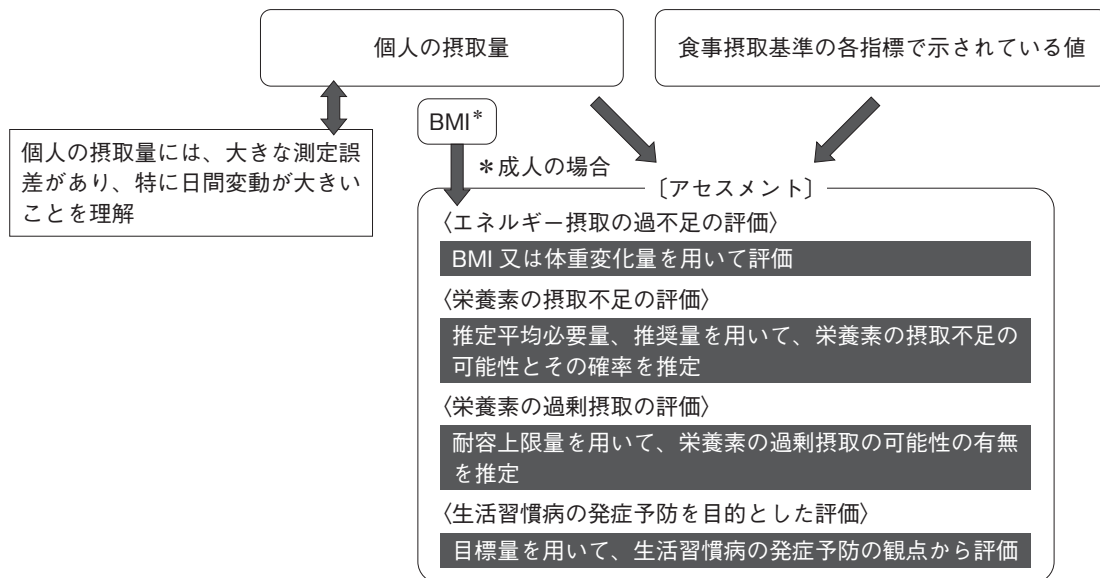 個人の摂取量
食事摂取基準の各指標で示されている値
BMI*
個人の摂取量には、大きな測定誤
差があり、特に日間変動が大きい
ことを理解
*成人の場合
〔アセスメント〕
〈エネルギー摂取の過不足の評価〉
BMI 又は体重変化量を用いて評価
〈栄養素の摂取不足の評価〉
推定平均必要量、推奨量を用いて、栄養素の摂取不足の
可能性とその確率を推定
〈栄養素の過剰摂取の評価〉
耐容上限量を用いて、栄養素の過剰摂取の可能性の有無
を推定
〈生活習慣病の発症予防を目的とした評価〉
目標量を用いて、生活習慣病の発症予防の観点から評価